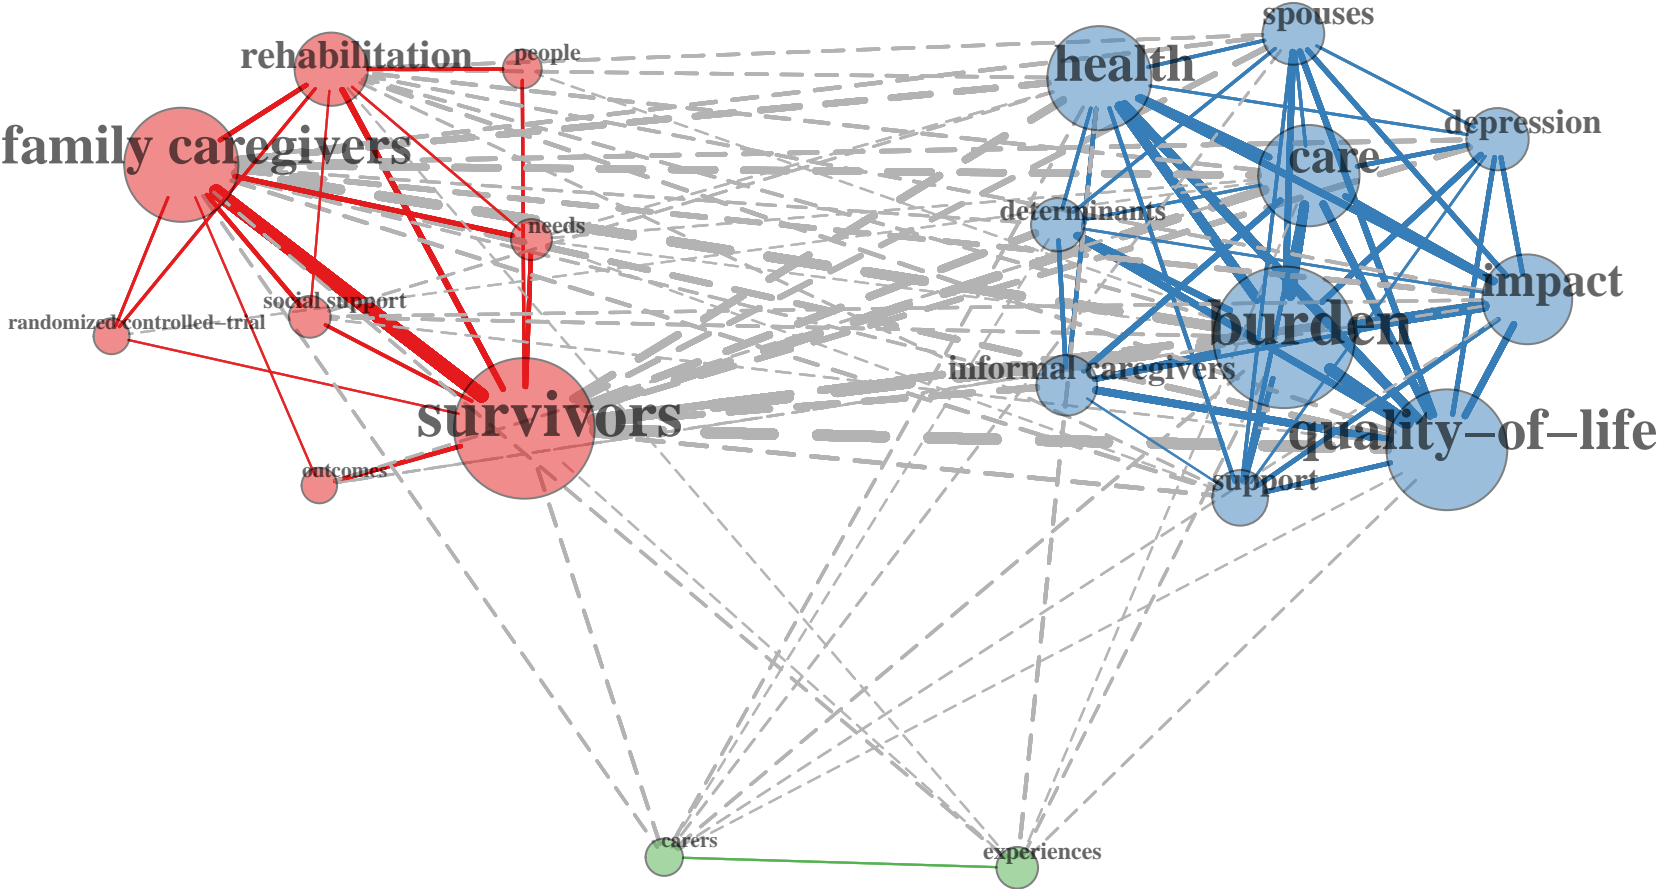 spouses
rehabilitation
people
health
depression
family caregivers
care
determinants
needs
impact
social support
randomized controlled−trial
burden
informal caregivers
survivors
quality−of−life
outcomes
support
carers
experiences